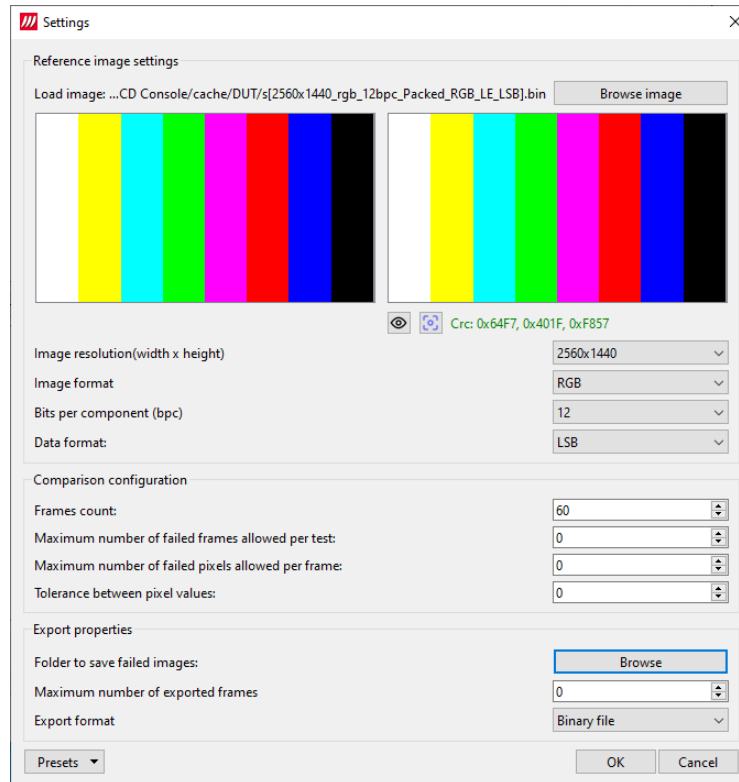 Settings
Reference image settings
Load image: ...CD Console/cache/DUT/s[2560x1440_rgb_12bpc_Packed_RGB_LE_LSB].bin Browse image
Crc: 0x64F7, 0x401F, 0xF857
Image resolution(width x height) 2560x1440
Image format RGB
Bits per component (bpc) 12
Data format: LSB
Comparison configuration
Frames count: 60
Maximum number of failed frames allowed per test: 0
Maximum number of failed pixels allowed per frame: 0
Tolerance between pixel values: 0
Export properties
Folder to save failed images: Browse
Maximum number of exported frames 0
Export format Binary file
Presets OK Cancel